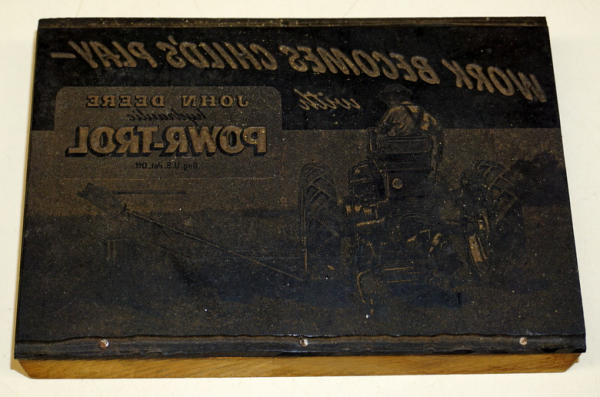 WORK BECOMES CHILD'S PLAY—
with
JOHN DEERE
hydraulic
POWR-TROL
Reg. U.S. Pat. Off.